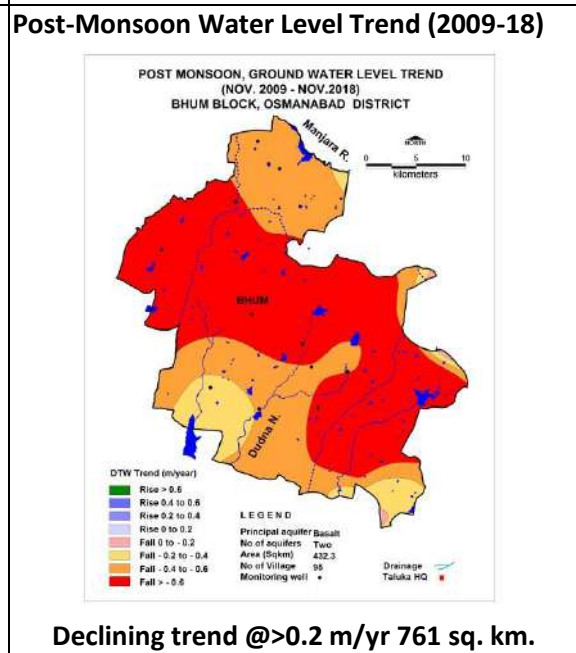 Post-Monsoon Water Level Trend (2009-18)
POST MONSOON, GROUND WATER LEVEL TREND
(NOV. 2009 - NOV.2018)
BHUM BLOCK, OSMANABAD DISTRICT
Manjara R.
NORTH
0 5 10
kilometers
BHUM
Dudna N.
DTW Trend (m/year)
Rise > 0.6
Rise 0.4 to 0.6
Rise 0.2 to 0.4
Rise 0 to 0.2
Fall 0 to - 0.2
Fall - 0.2 to - 0.4
Fall - 0.4 to - 0.6
Fall > - 0.6
LEGEND
Principal aquifer Basalt
No.of aquifers Two
Area (Sqkm) 432.3
No of Village 98
Monitoring well
Drainage
Taluka HQ
Declining trend @>0.2 m/yr 761 sq. km.